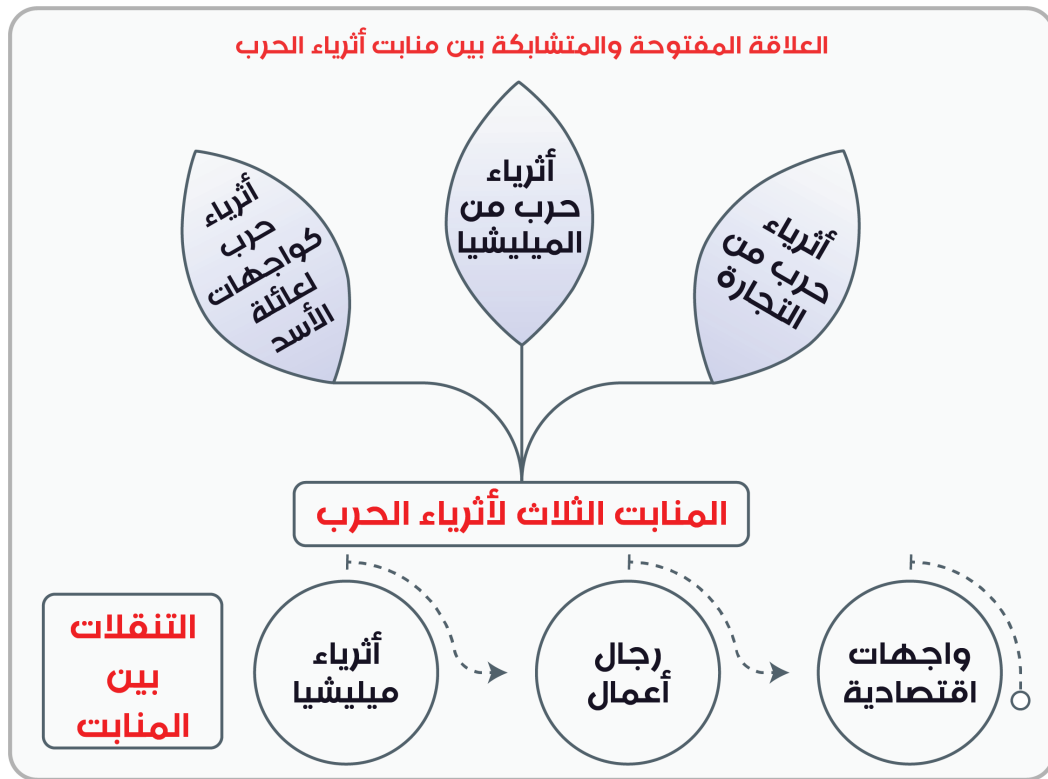 العلاقة المفتوحة والمتشابكة بين منابت أثرياء الحرب
أثرياء
حرب من
التجارة
أثرياء
حرب من
الميليشيا
أثرياء
حرب
كواجهات
لعائلة
الأسد
المنابت الثلاث لأثرياء الحرب
واجهات
اقتصادية
رجال
أعمال
أثرياء
ميليشيا
التنقلات
بين
المنابت